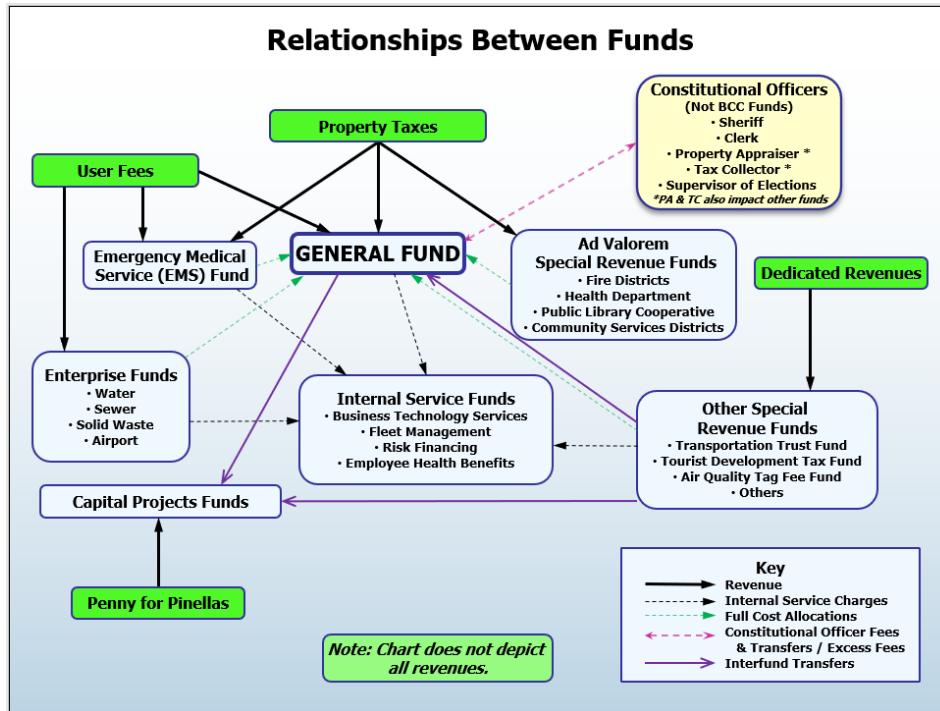 Relationships Between Funds
Constitutional Officers
(Not BCC Funds)
• Sheriff
• Clerk
• Property Appraiser *
• Tax Collector *
• Supervisor of Elections
*PA & TC also impact other funds
Property Taxes
User Fees
Emergency Medical
Service (EMS) Fund
GENERAL FUND
Ad Valorem
Special Revenue Funds
• Fire Districts
• Health Department
• Public Library Cooperative
• Community Services Districts
Dedicated Revenues
Enterprise Funds
• Water
• Sewer
• Solid Waste
• Airport
Internal Service Funds
• Business Technology Services
• Fleet Management
• Risk Financing
• Employee Health Benefits
Other Special
Revenue Funds
• Transportation Trust Fund
• Tourist Development Tax Fund
• Air Quality Tag Fee Fund
• Others
Capital Projects Funds
Penny for Pinellas
Note: Chart does not depict
all revenues.
Key
Revenue
Internal Service Charges
Full Cost Allocations
Constitutional Officer Fees
& Transfers / Excess Fees
Interfund Transfers